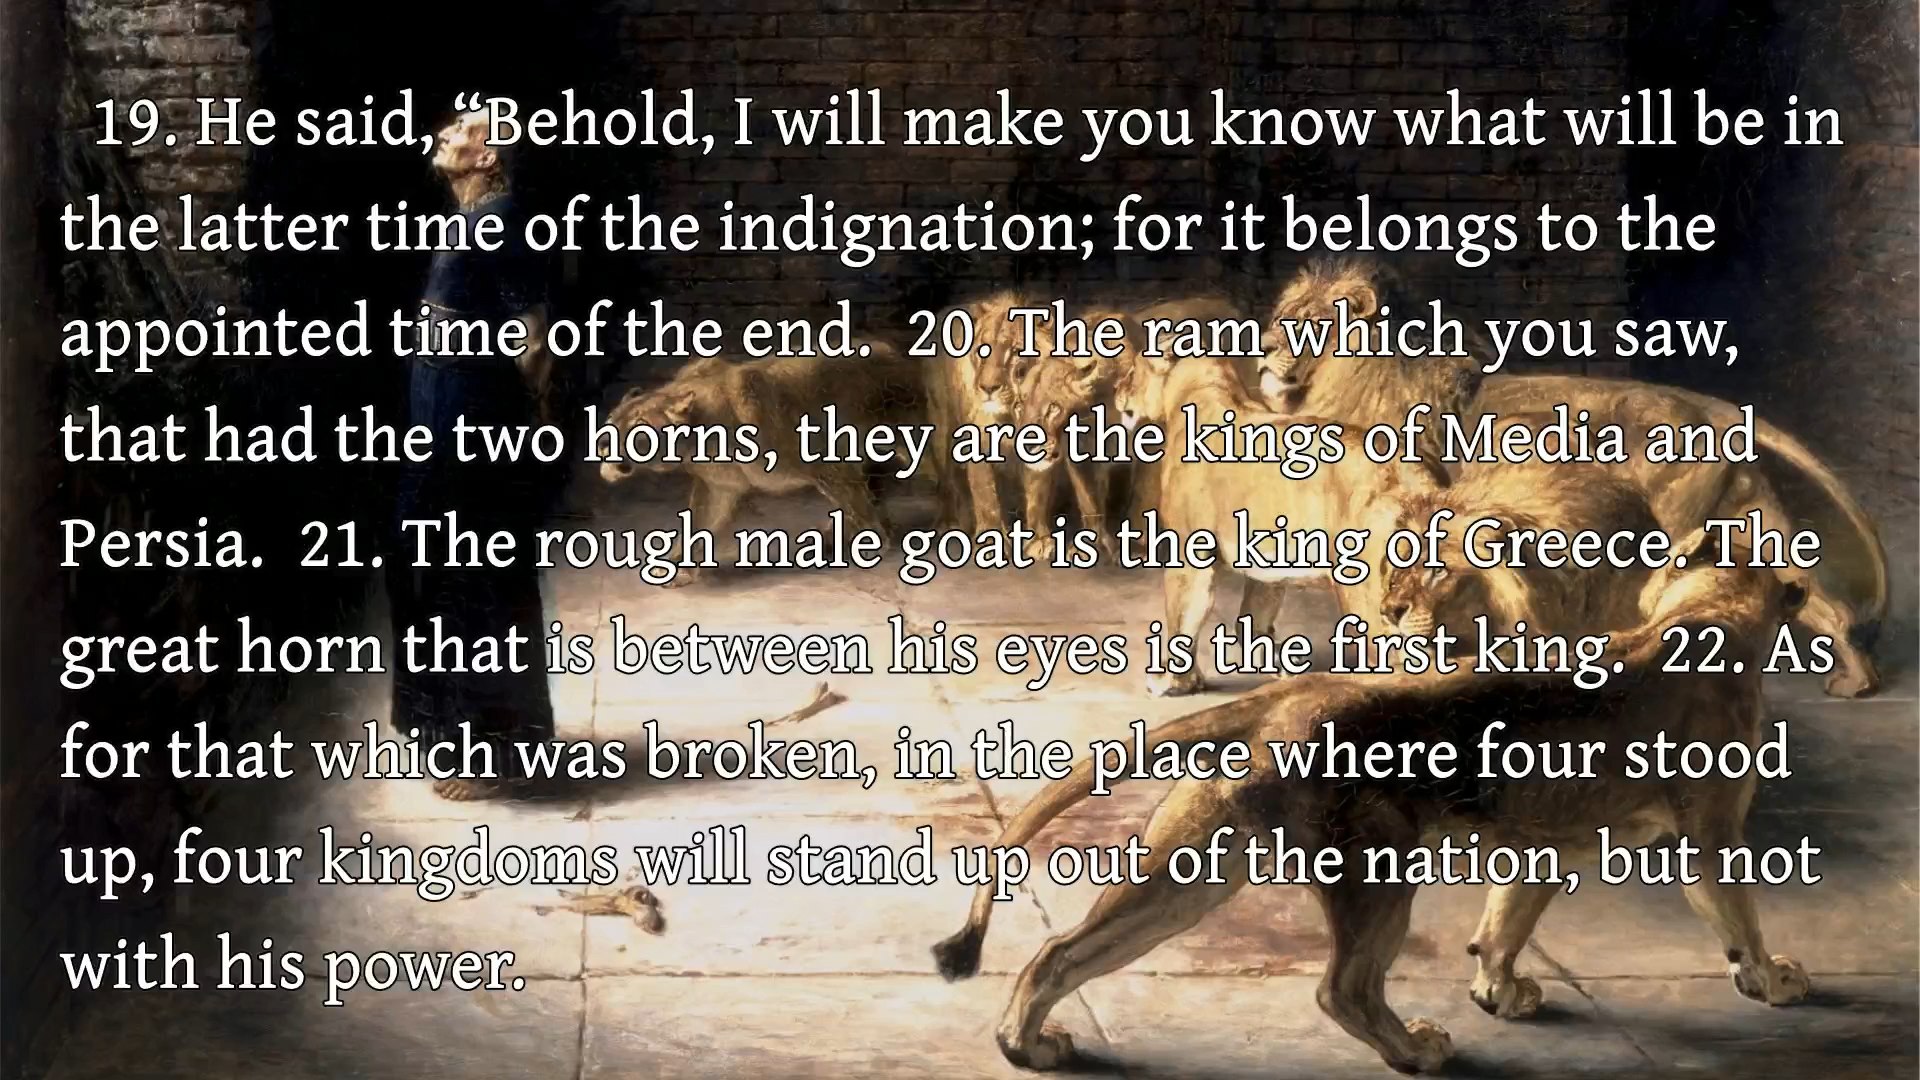 19. He said, “Behold, I will make you know what will be in
the latter time of the indignation; for it belongs to the
appointed time of the end.  20. The ram which you saw,
that had the two horns, they are the kings of Media and
Persia.  21. The rough male goat is the king of Greece. The
great horn that is between his eyes is the first king.  22. As
for that which was broken, in the place where four stood
up, four kingdoms will stand up out of the nation, but not
with his power.